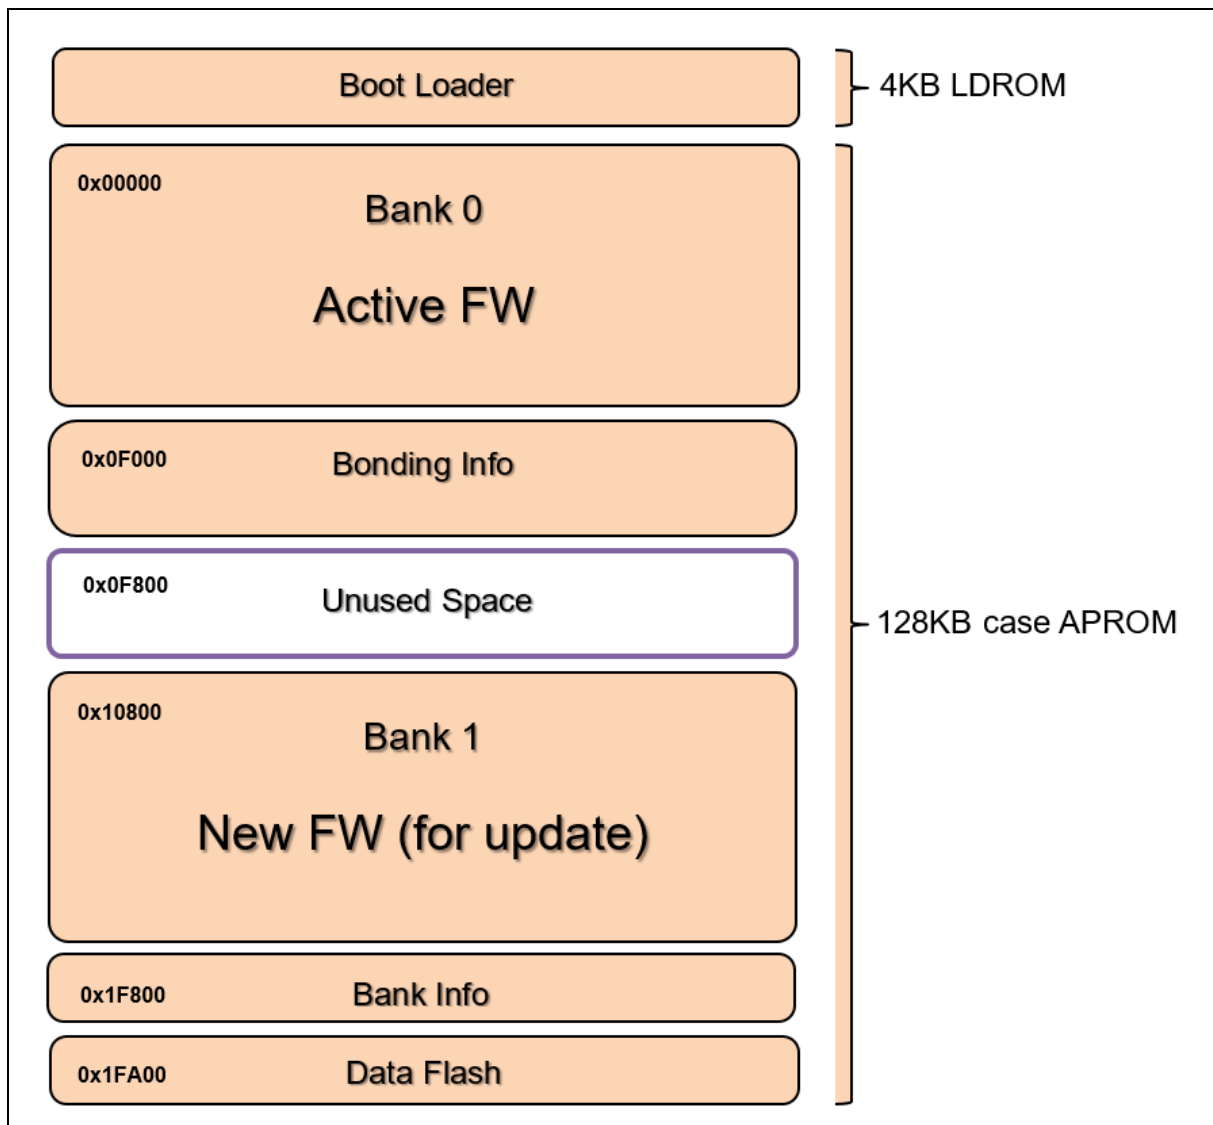 Boot Loader
4KB LDROM
0x00000
Bank 0
Active FW
0x0F000
Bonding Info
0x0F800
Unused Space
128KB case APROM
0x10800
Bank 1
New FW (for update)
0x1F800
Bank Info
0x1FA00
Data Flash